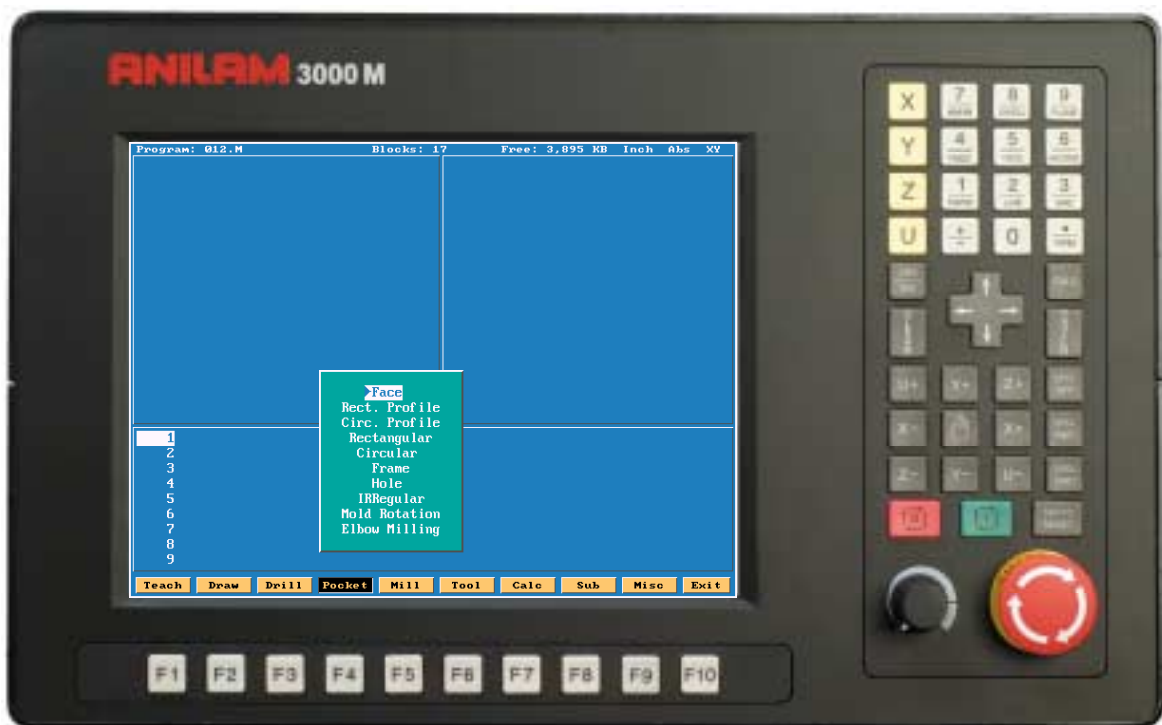 ANILAM 3000 M
Program: 012.M Blocks: 17 Free: 3,895 KB Inch Abs XY
Face
Rect. Profile
Circ. Profile
Rectangular
Circular
Frame
Hole
IRRegular
Mold Rotation
Elbow Milling
1
2
3
4
5
6
7
8
9
Teach Draw Drill Pocket Mill Tool Calc Sub Misc Exit
F1 F2 F3 F4 F5 F6 F7 F8 F9 F10
X 7 8 9
Y 4 5 6
Z 1 2 3
U 0
U+ Y+ Z+
X- X+
Z- Y- U-